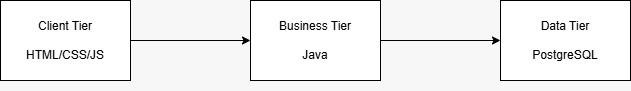 Client Tier
HTML/CSS/JS
Business Tier
Java
Data Tier
PostgreSQL